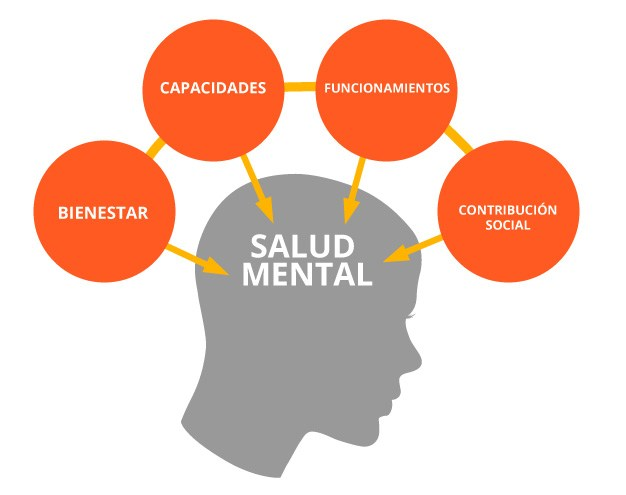 CAPACIDADES
FUNCIONAMIENTOS
BIENESTAR
CONTRIBUCIÓN
SOCIAL
SALUD
MENTAL